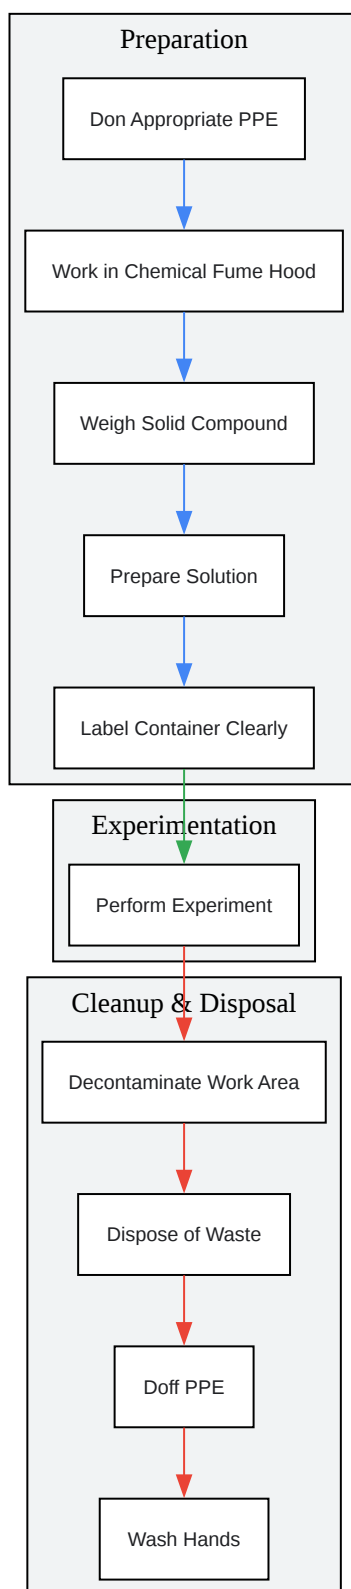 Preparation
Don Appropriate PPE
Work in Chemical Fume Hood
Weigh Solid Compound
Prepare Solution
Label Container Clearly
Experimentation
Perform Experiment
Cleanup & Disposal
Decontaminate Work Area
Dispose of Waste
Doff PPE
Wash Hands